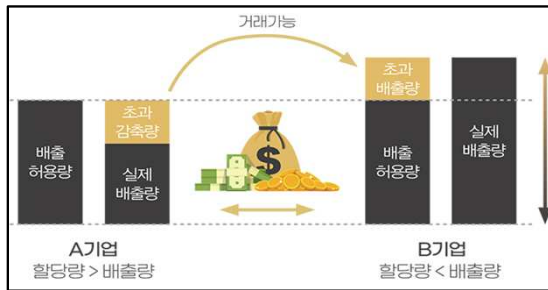 거래가능
배출
허용량
초과
감축량
실제
배출량
$
초과
배출량
배출
허용량
실제
배출량
A기업
할당량 > 배출량
B기업
할당량 < 배출량